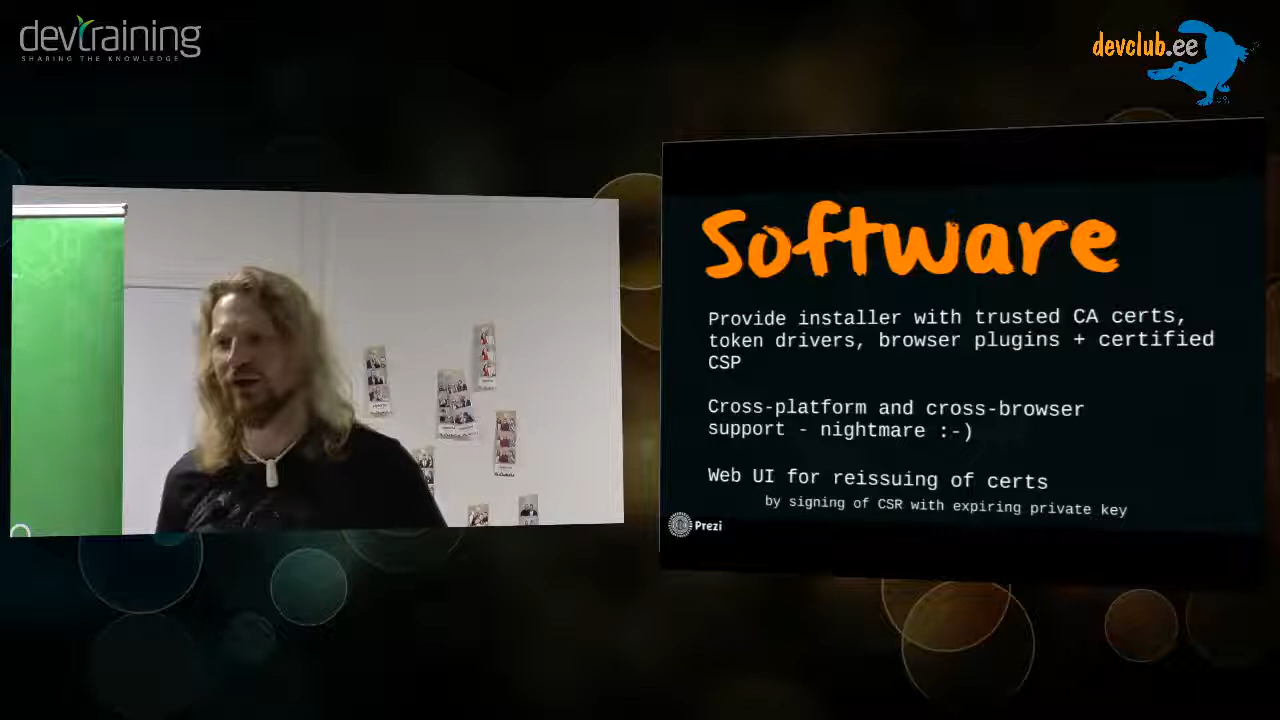 devtraining
SHARING THE KNOWLEDGE
devclub.ee
Software
Provide installer with trusted CA certs,
token drivers, browser plugins + certified
CSP
Cross-platform and cross-browser
support - nightmare :-)
Web UI for reissuing of certs
by signing of CSR with expiring private key
Prezi